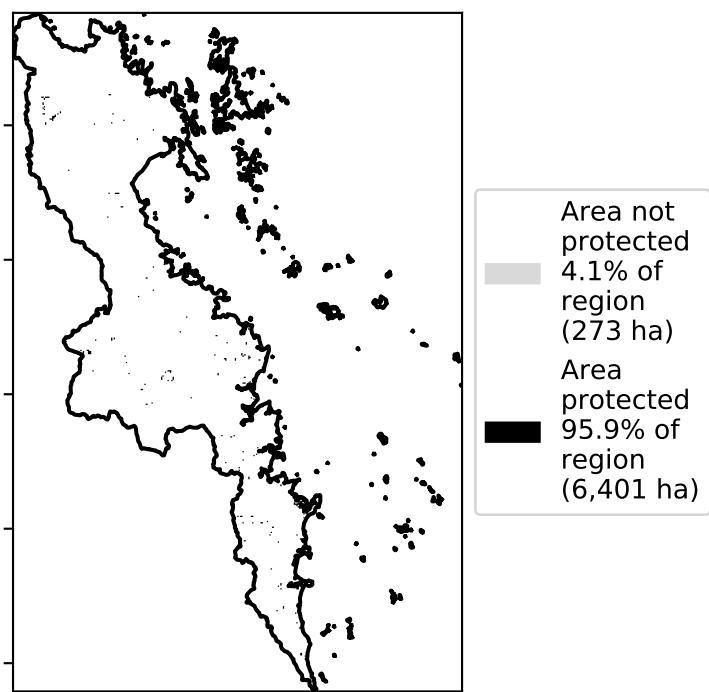 Area not
protected
4.1% of
region
(273 ha)
Area
protected
95.9% of
region
(6,401 ha)